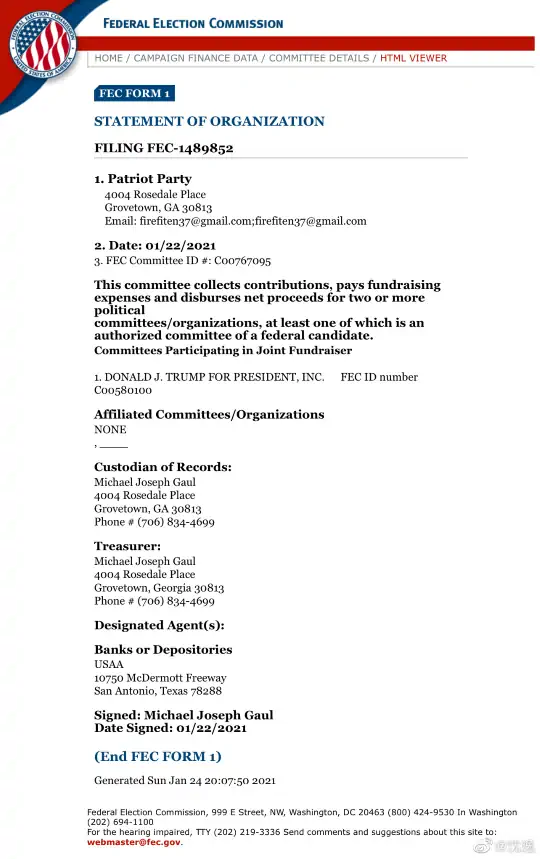 FEDERAL ELECTION COMMISSION
FEDERAL ELECTION COMMISSION
UNITED STATES OF AMERICA
HOME / CAMPAIGN FINANCE DATA / COMMITTEE DETAILS / HTML VIEWER
FEC FORM 1
STATEMENT OF ORGANIZATION
FILING FEC-1489852
1. Patriot Party
4004 Rosedale Place
Grovetown, GA 30813
Email: firefiten37@gmail.com;firefiten37@gmail.com
2. Date: 01/22/2021
3. FEC Committee ID #: C00767095
This committee collects contributions, pays fundraising
expenses and disburses net proceeds for two or more
political
committees/organizations, at least one of which is an
authorized committee of a federal candidate.
Committees Participating in Joint Fundraiser
1. DONALD J. TRUMP FOR PRESIDENT, INC. FEC ID number
C00580100
Affiliated Committees/Organizations
NONE
, ____
Custodian of Records:
Michael Joseph Gaul
4004 Rosedale Place
Grovetown, GA 30813
Phone # (706) 834-4699
Treasurer:
Michael Joseph Gaul
4004 Rosedale Place
Grovetown, Georgia 30813
Phone # (706) 834-4699
Designated Agent(s):
Banks or Depositories
USAA
10750 McDermott Freeway
San Antonio, Texas 78288
Signed: Michael Joseph Gaul
Date Signed: 01/22/2021
(End FEC FORM 1)
Generated Sun Jan 24 20:07:50 2021
Federal Election Commission, 999 E Street, NW, Washington, DC 20463 (800) 424-9530 In Washington
(202) 694-1100
For the hearing impaired, TTY (202) 219-3336 Send comments and suggestions about this site to:
webmaster@fec.gov.